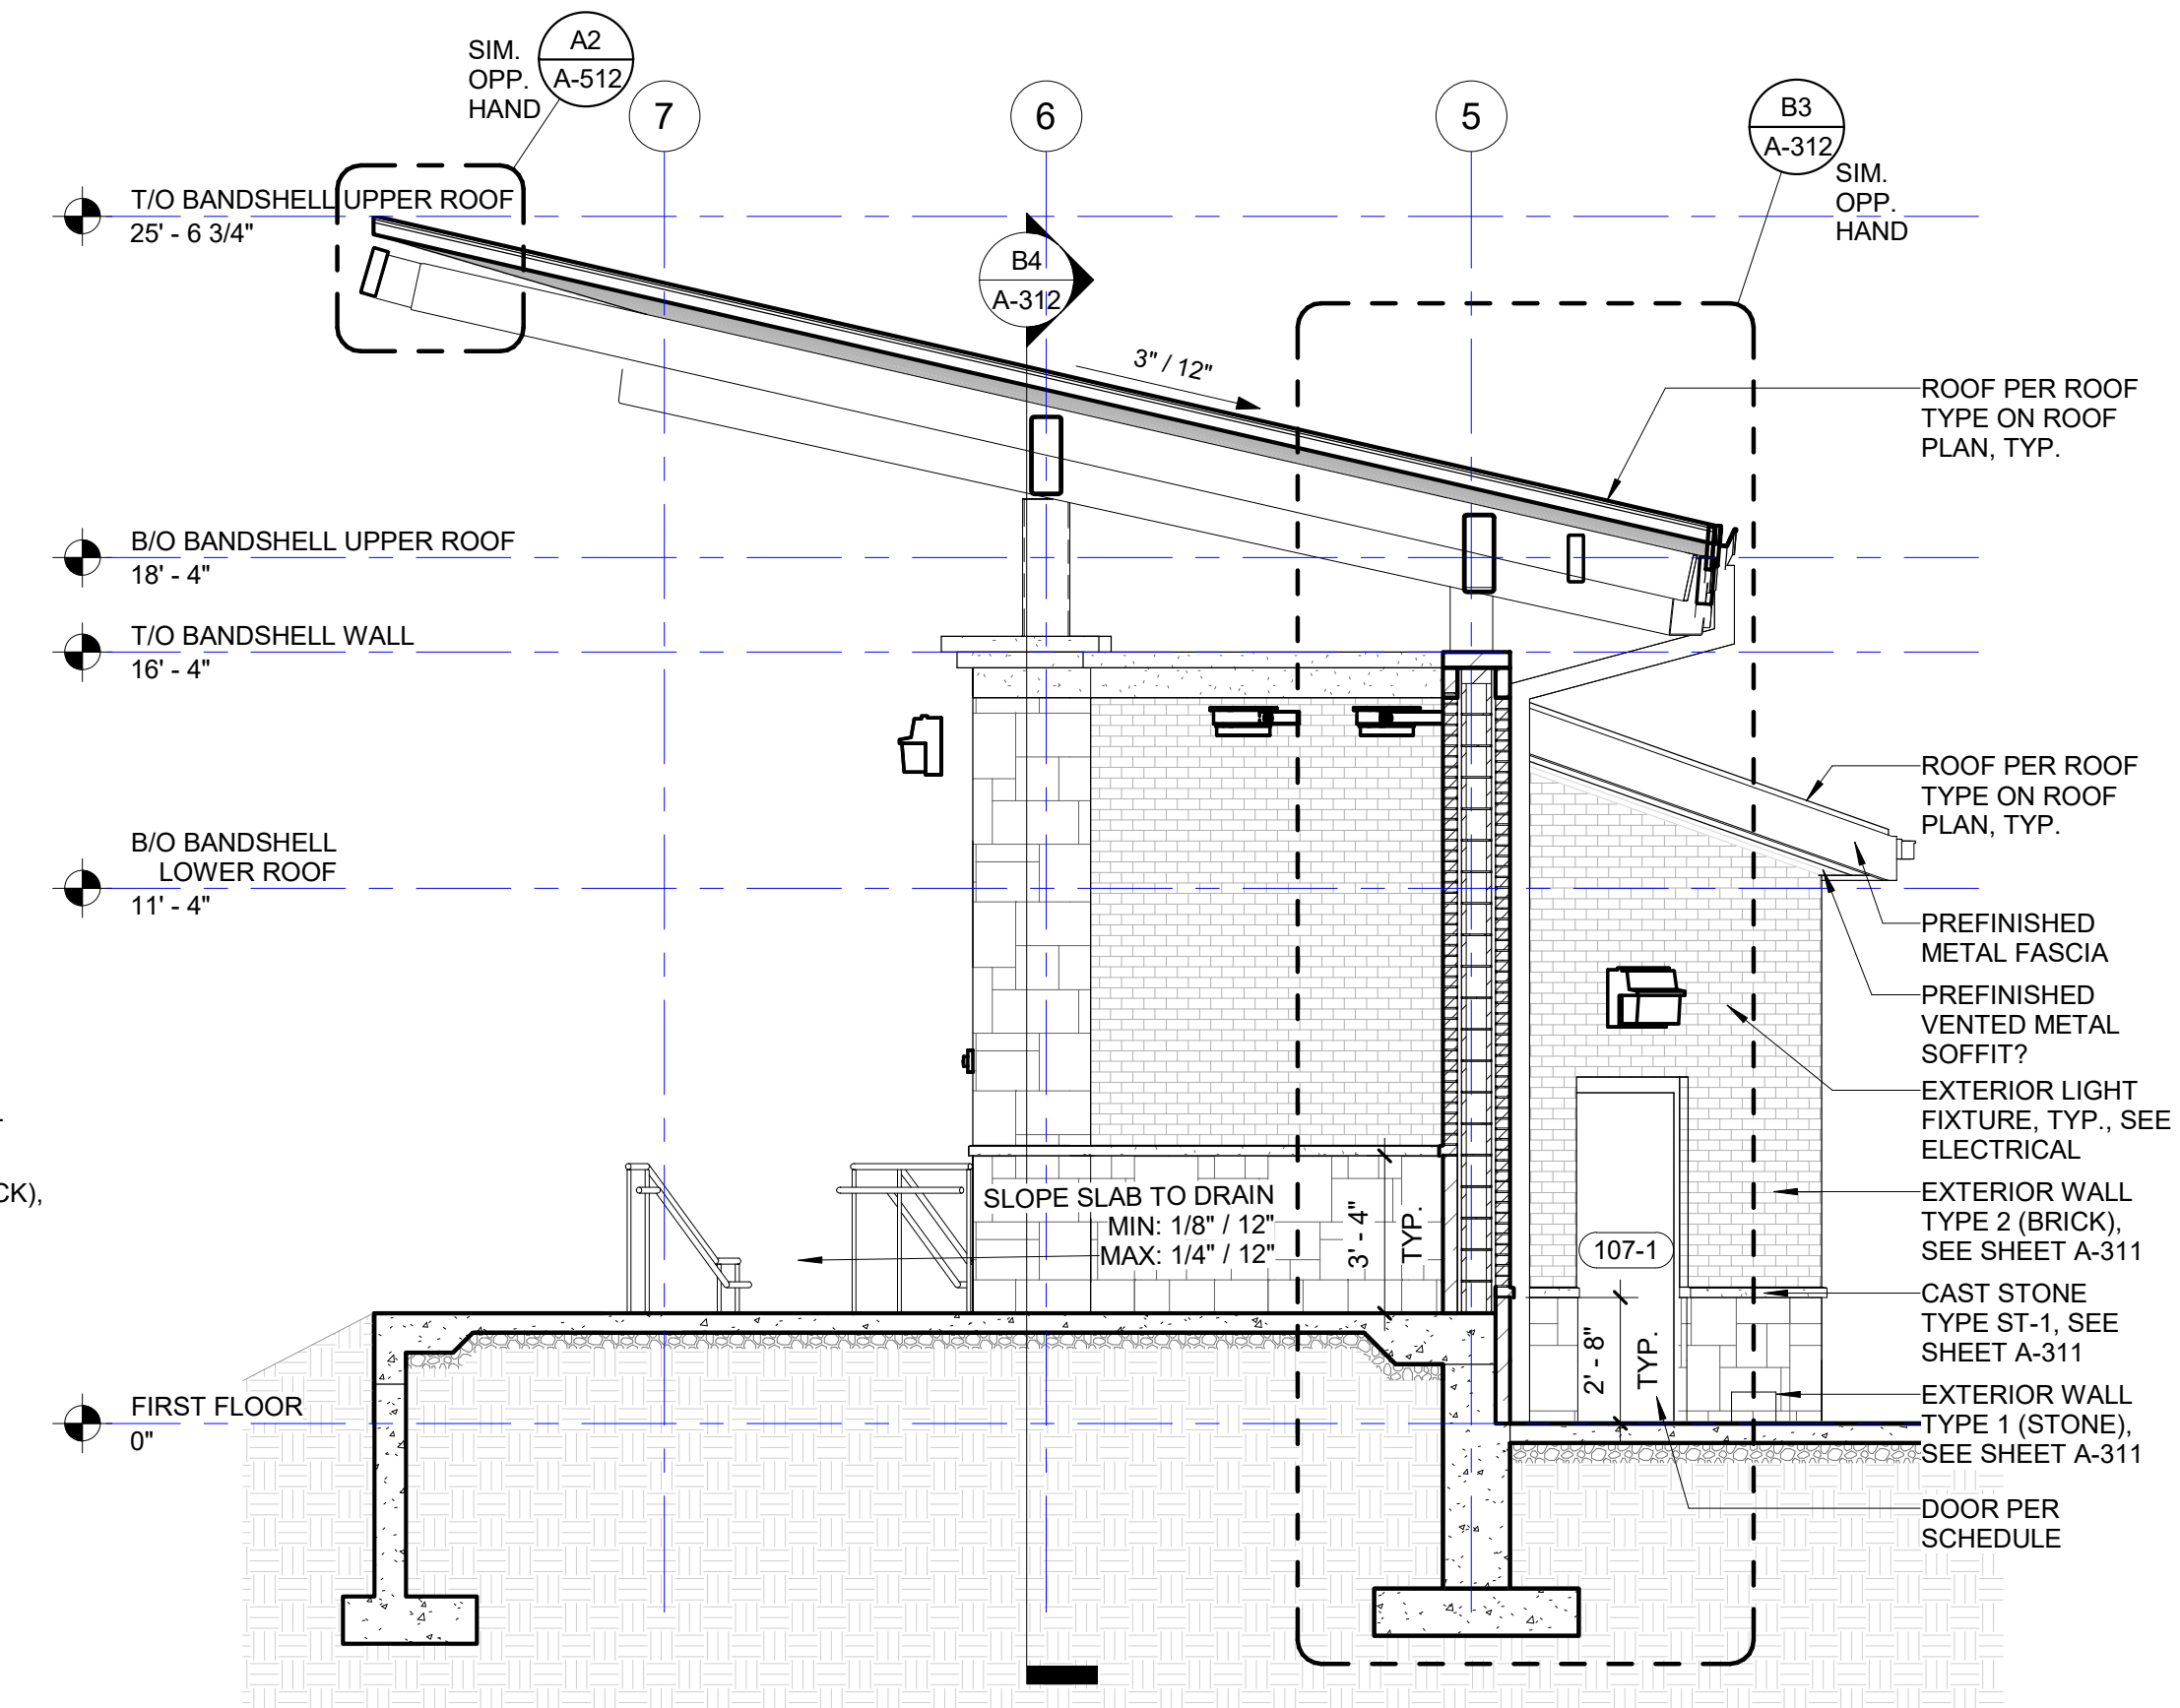 SIM.
OPP.
HAND
A2
A-512
7
6
5
B3
A-312
SIM.
OPP.
HAND
T/O BANDSHELL UPPER ROOF
25' - 6 3/4"
B4
A-312
3" / 12"
ROOF PER ROOF
TYPE ON ROOF
PLAN, TYP.
B/O BANDSHELL UPPER ROOF
18' - 4"
T/O BANDSHELL WALL
16' - 4"
ROOF PER ROOF
TYPE ON ROOF
PLAN, TYP.
B/O BANDSHELL
LOWER ROOF
11' - 4"
PREFINISHED
METAL FASCIA
PREFINISHED
VENTED METAL
SOFFIT?
EXTERIOR LIGHT
FIXTURE, TYP., SEE
ELECTRICAL
CK),
SLOPE SLAB TO DRAIN
MIN: 1/8" / 12"
MAX: 1/4" / 12"
3' - 4"
TYP.
107-1
EXTERIOR WALL
TYPE 2 (BRICK),
SEE SHEET A-311
CAST STONE
TYPE ST-1, SEE
SHEET A-311
2' - 8"
TYP.
EXTERIOR WALL
TYPE 1 (STONE),
SEE SHEET A-311
FIRST FLOOR
0"
DOOR PER
SCHEDULE